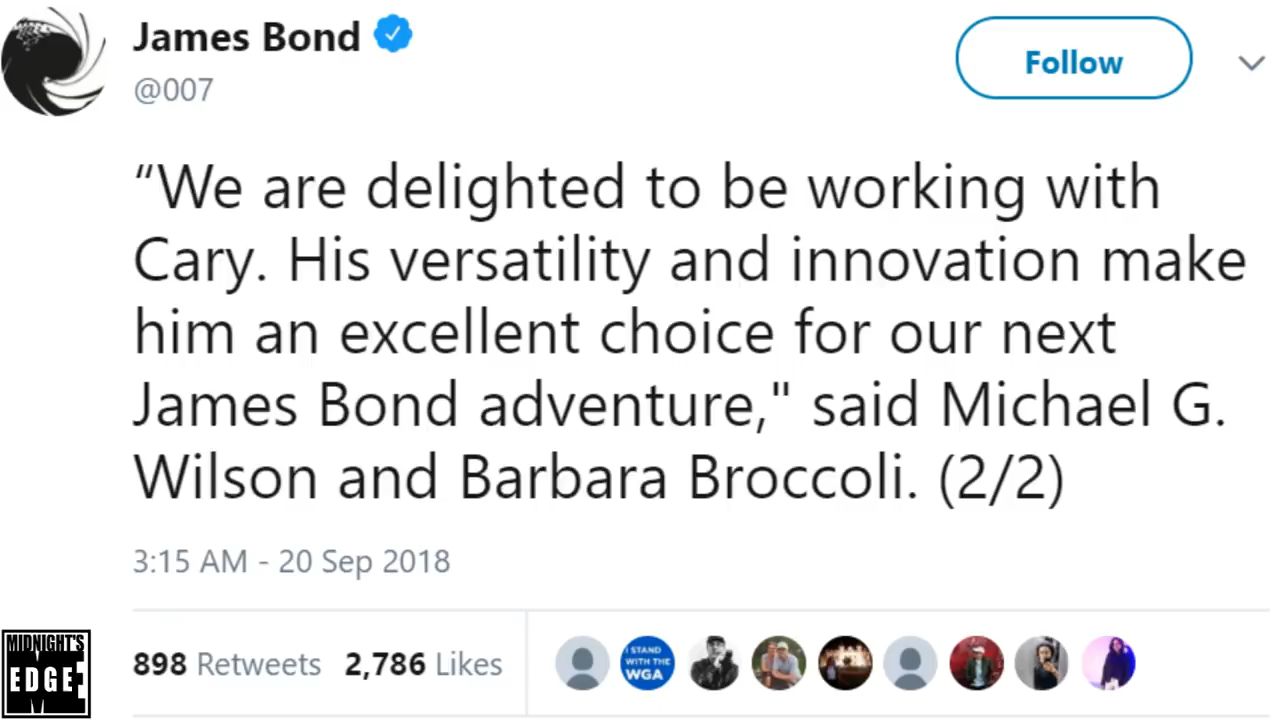 James Bond
@007
Follow
“We are delighted to be working with
Cary. His versatility and innovation make
him an excellent choice for our next
James Bond adventure," said Michael G.
Wilson and Barbara Broccoli. (2/2)
3:15 AM - 20 Sep 2018
898 Retweets 2,786 Likes
I STAND
WITH THE
WGA
MIDNIGHT'S
EDGE
ME